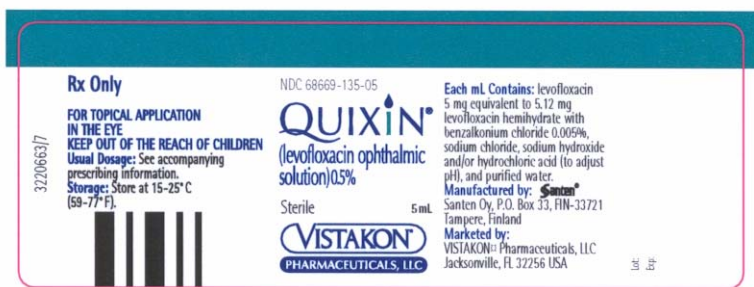 3220663/7
Rx Only
FOR TOPICAL APPLICATION
IN THE EYE
KEEP OUT OF THE REACH OF CHILDREN
Usual Dosage: See accompanying
prescribing information.
Storage: Store at 15-25°C
(59-77°F).
NDC 68669-135-05
QUIXIN®
(levofloxacin ophthalmic
solution)0.5%
Sterile 5 mL
VISTAKON®
PHARMACEUTICALS, LLC
Each mL Contains: levofloxacin
5 mg equivalent to 5.12 mg
levofloxacin hemihydrate with
benzalkonium chloride 0.005%,
sodium chloride, sodium hydroxide
and/or hydrochloric acid (to adjust
pH), and purified water.
Manufactured by: Santen®
Santen Oy, P.O. Box 33, FIN-33721
Tampere, Finland
Marketed by:
VISTAKON¤ Pharmaceuticals, LLC
Jacksonville, FL 32256 USA
Lot:
Exp: